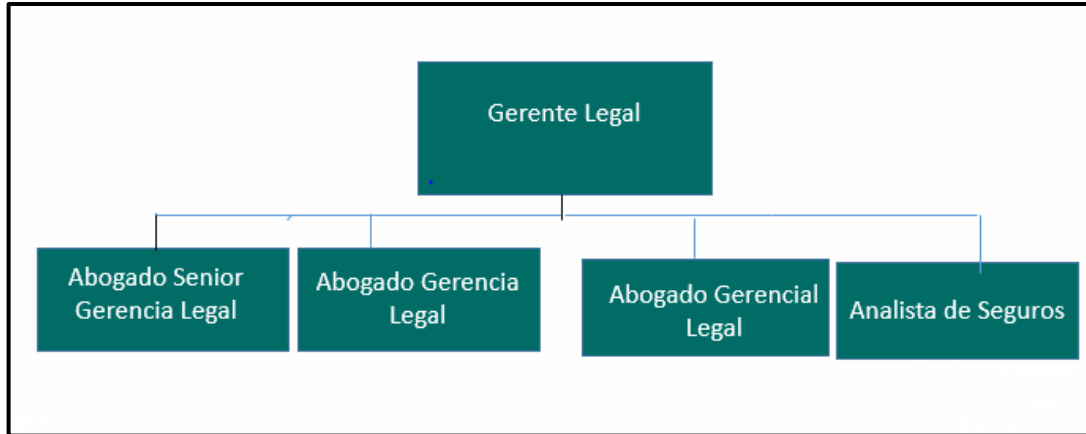 Gerente Legal
Abogado Senior
Gerencia Legal
Abogado Gerencia
Legal
Abogado Gerencial
Legal
Analista de Seguros